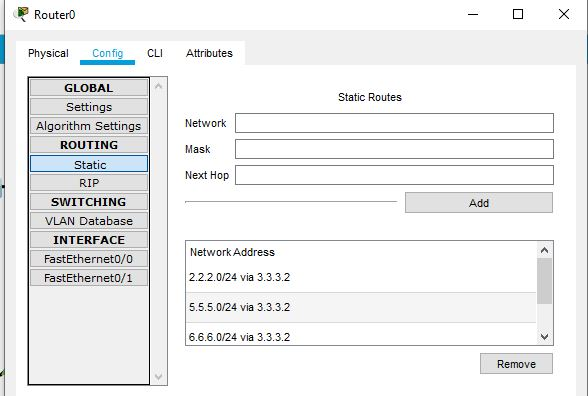 Router0
Physical Config CLI Attributes
GLOBAL
Settings
Algorithm Settings
ROUTING
Static
RIP
SWITCHING
VLAN Database
INTERFACE
FastEthernet0/0
FastEthernet0/1
Static Routes
Network
Mask
Next Hop
Add
Network Address
2.2.2.0/24 via 3.3.3.2
5.5.5.0/24 via 3.3.3.2
6.6.6.0/24 via 3.3.3.2
Remove